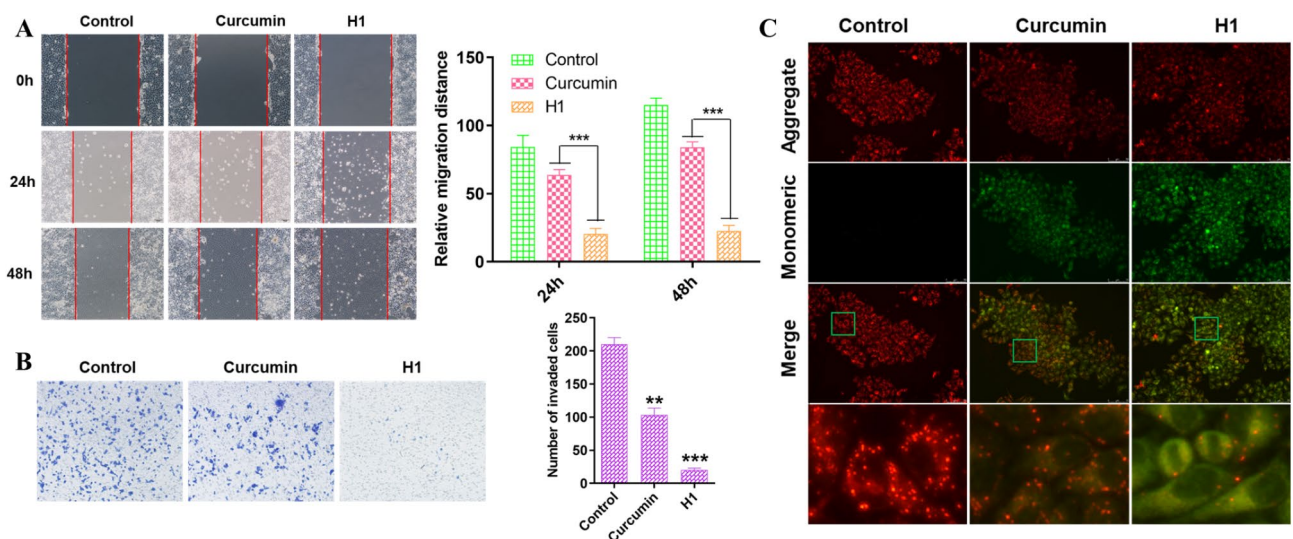 A
Control
Curcumin
H1
0h
24h
48h
Relative migration distance
150
100
50
0
Control
Curcumin
H1
***
***
24h
48h
B
Control
Curcumin
H1
Number of invaded cells
250
200
150
100
50
0
**
***
Control
Curcumin
H1
C
Control
Curcumin
H1
Aggregate
Monomeric
Merge